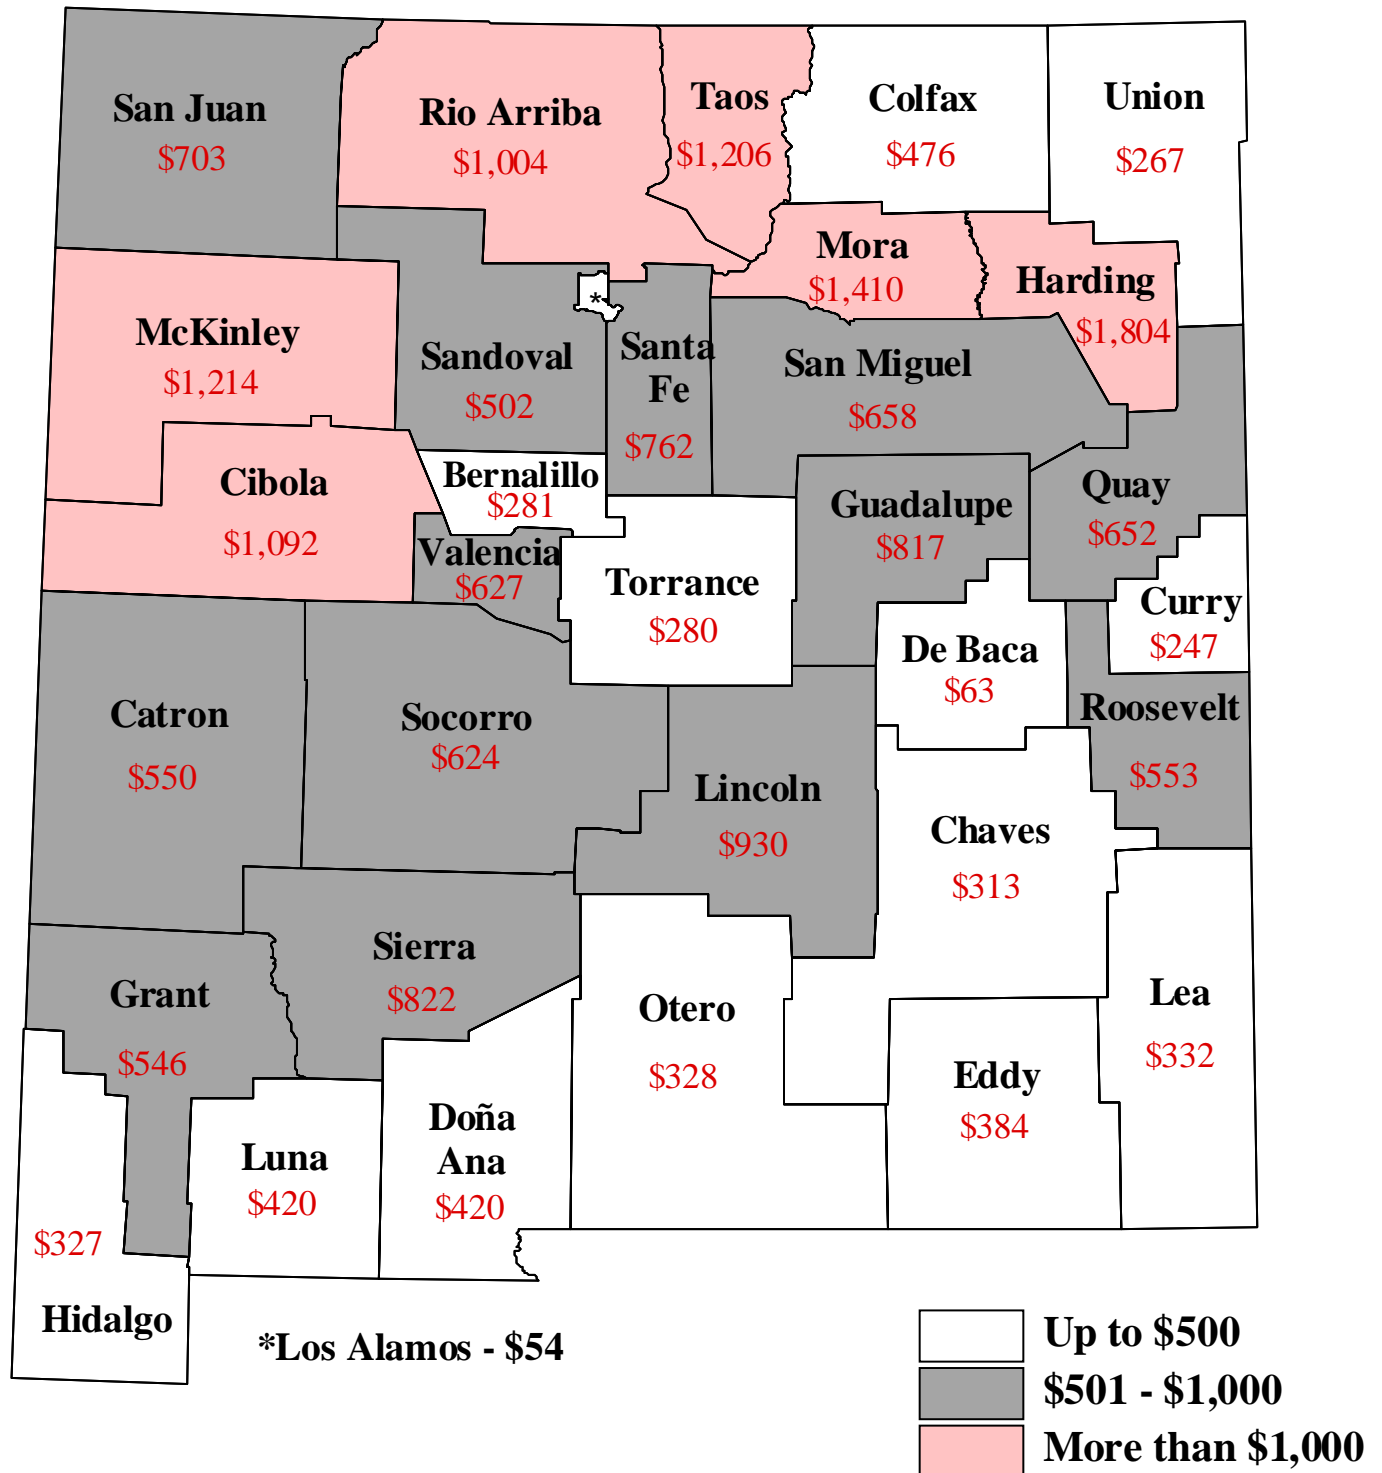 San Juan
$703
Rio Arriba
$1,004
Taos
$1,206
Colfax
$476
Union
$267
Mora
$1,410
Harding
$1,804
McKinley
$1,214
Sandoval
$502
*
Santa
Fe
$762
San Miguel
$658
Cibola
$1,092
Bernalillo
$281
Valencia
$627
Torrance
$280
Guadalupe
$817
Quay
$652
Curry
$247
De Baca
$63
Roosevelt
$553
Catron
$550
Socorro
$624
Lincoln
$930
Chaves
$313
Sierra
$822
Grant
$546
Otero
$328
Lea
$332
Eddy
$384
Doña
Ana
$420
Luna
$420
$327
Hidalgo
*Los Alamos - $54
Up to $500
$501 - $1,000
More than $1,000